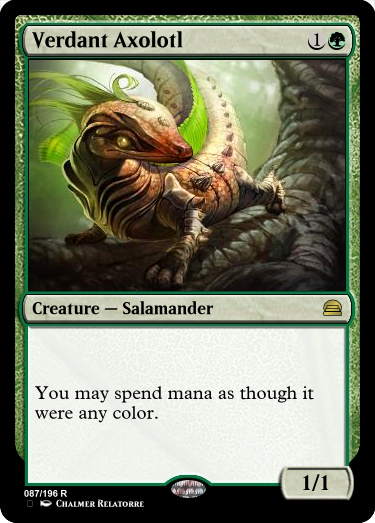 Verdant Axolotl 1
Creature — Salamander
You may spend mana as though it
were any color.
1/1
087/196 R
Chalmer Relatorre